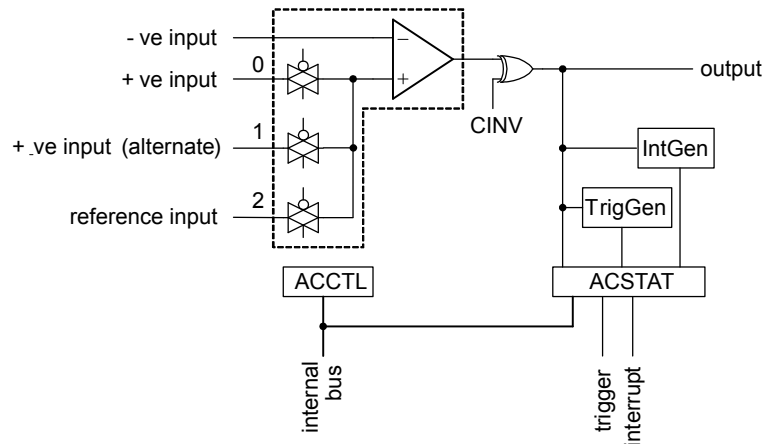 - ve input
−
0
+ ve input
+
output
CINV
1
+ ve input (alternate)
IntGen
2
reference input
TrigGen
ACCTL
ACSTAT
internal
bus
trigger
interrupt